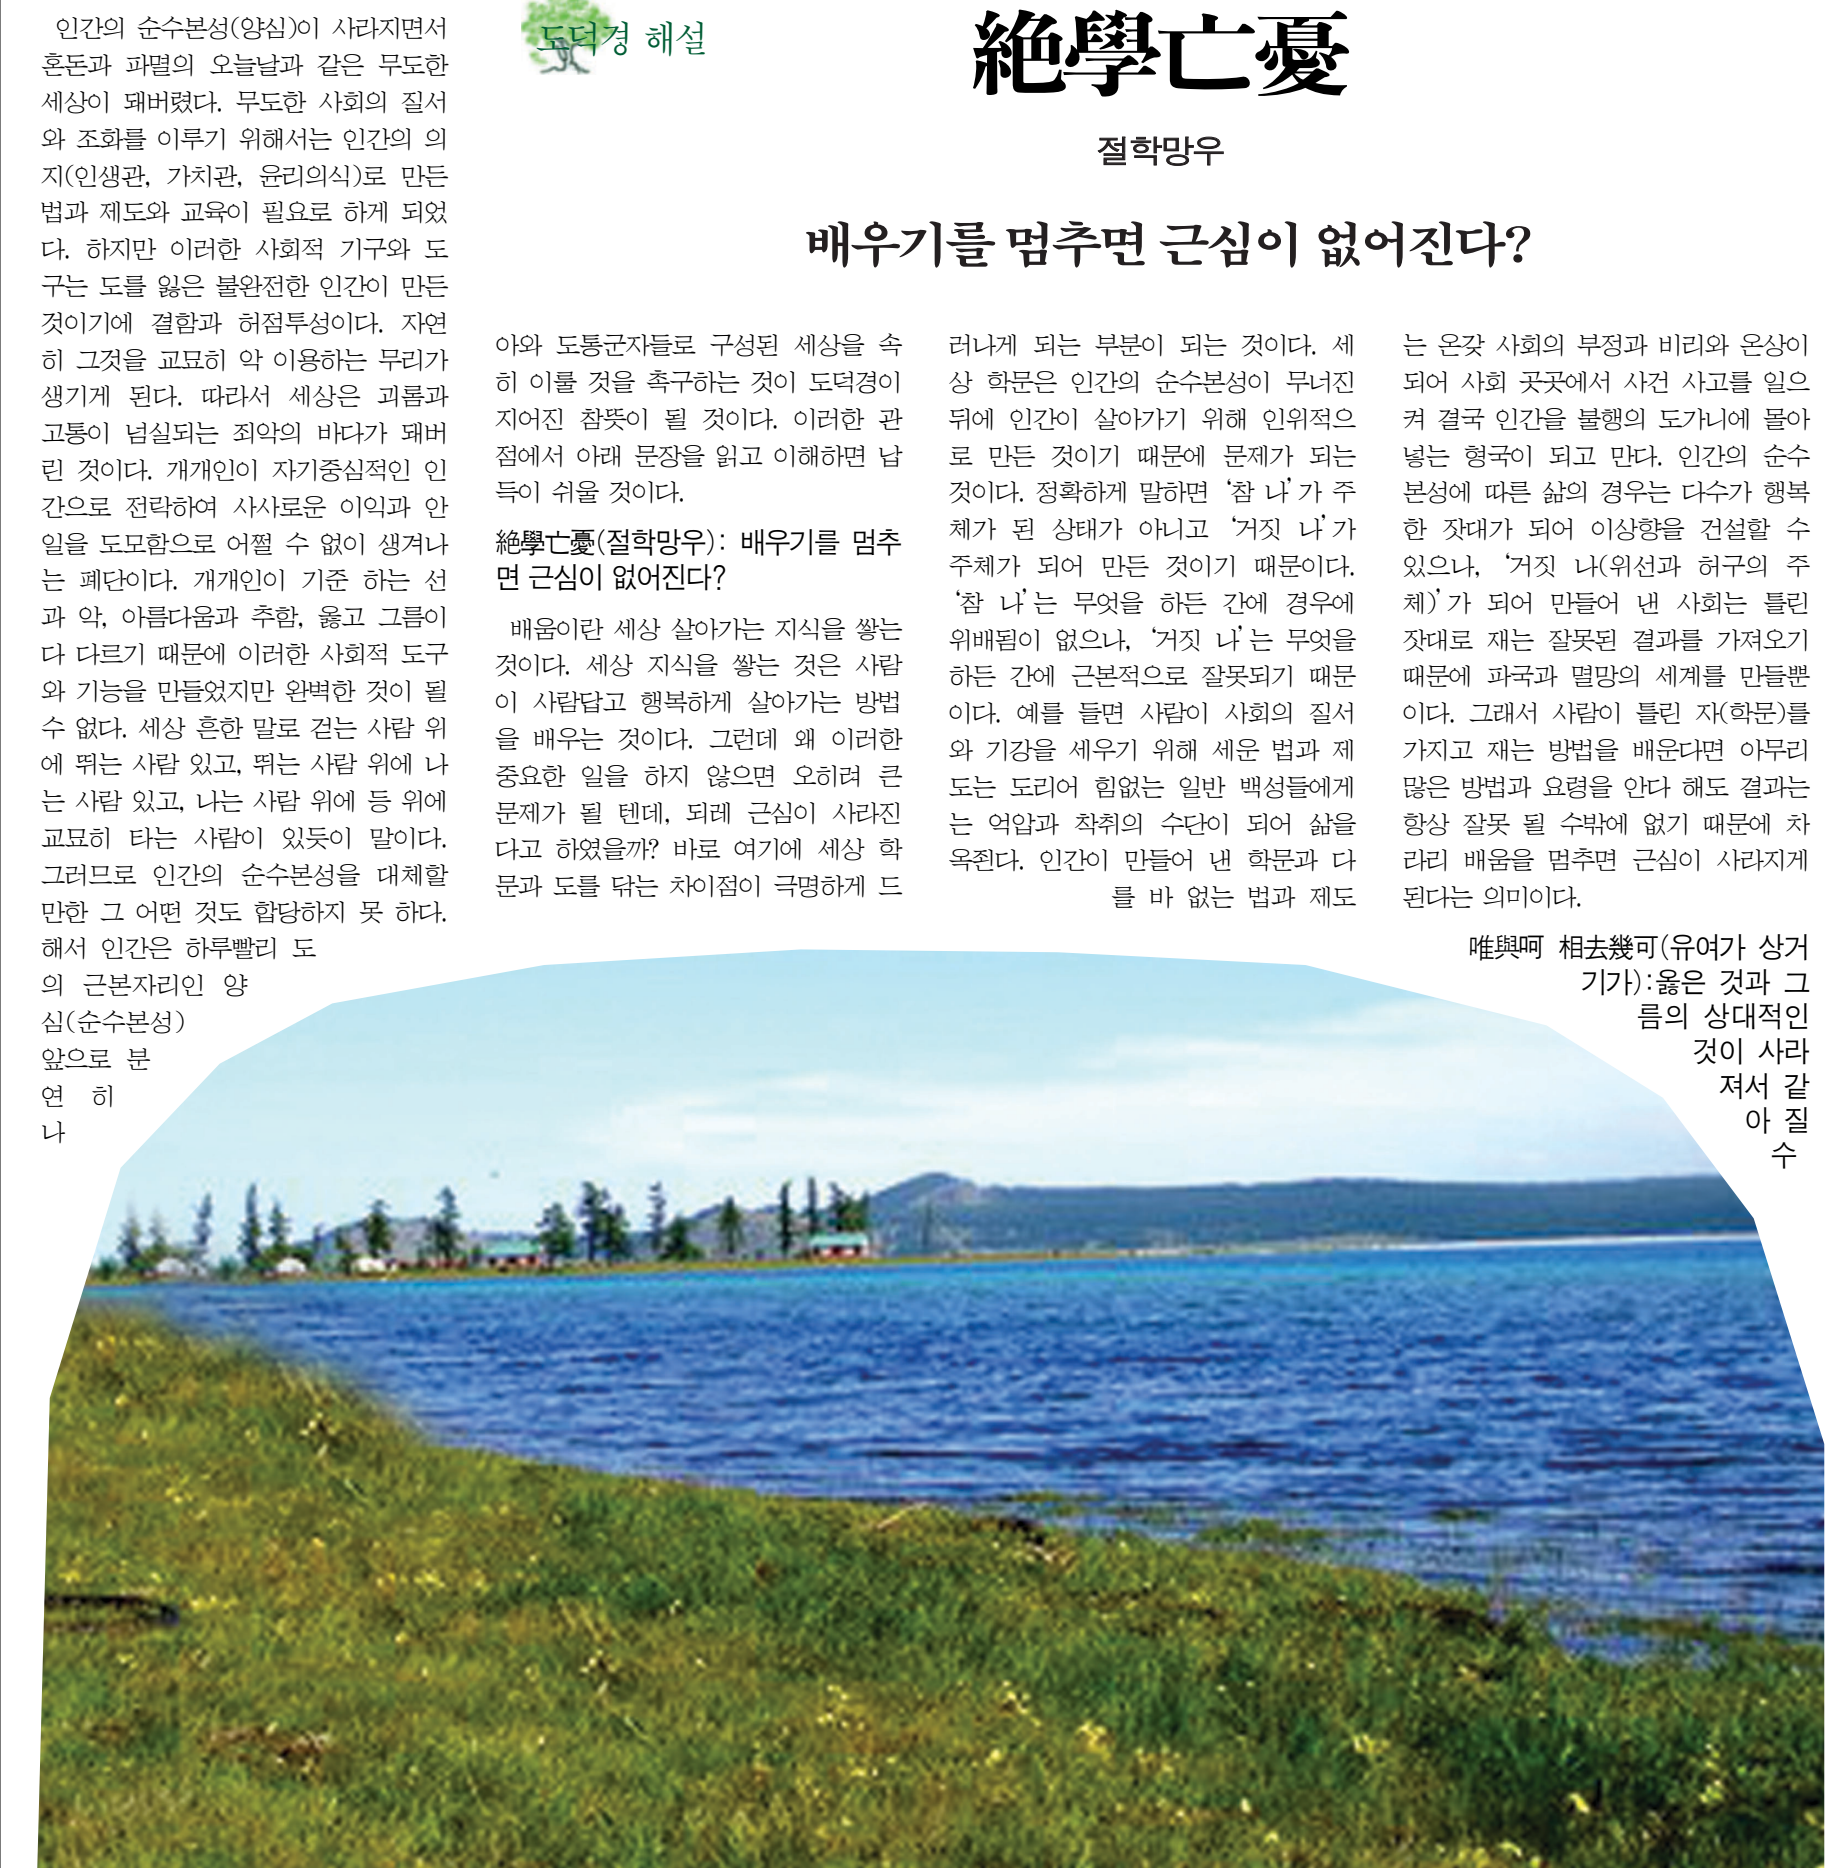 도덕경 해설
絶學亡憂
절학망우
배우기를 멈추면 근심이 없어진다?
인간의 순수본성(양심)이 사라지면서
혼돈과 파멸의 오늘날과 같은 무도한
세상이 돼버렸다. 무도한 사회의 질서
와 조화를 이루기 위해서는 인간의 의
지(인생관, 가치관, 윤리의식)로 만든
법과 제도와 교육이 필요로 하게 되었
다. 하지만 이러한 사회적 기구와 도
구는 도를 잃은 불완전한 인간이 만든
것이기에 결함과 허점투성이다. 자연
히 그것을 교묘히 악 이용하는 무리가
생기게 된다. 따라서 세상은 괴롬과
고통이 넘실되는 죄악의 바다가 돼버
린 것이다. 개개인이 자기중심적인 인
간으로 전락하여 사사로운 이익과 안
일을 도모함으로 어쩔 수 없이 생겨나
는 폐단이다. 개개인이 기준 하는 선
과 악, 아름다움과 추함, 옳고 그름이
다 다르기 때문에 이러한 사회적 도구
와 기능을 만들었지만 완벽한 것이 될
수 없다. 세상 흔한 말로 걷는 사람 위
에 뛰는 사람 있고, 뛰는 사람 위에 나
는 사람 있고, 나는 사람 위에 등 위에
교묘히 타는 사람이 있듯이 말이다.
그러므로 인간의 순수본성을 대체할
만한 그 어떤 것도 합당하지 못 하다.
해서 인간은 하루빨리 도
의 근본자리인 양
심(순수본성)
앞으로 분
연 히
나
아와 도통군자들로 구성된 세상을 속
히 이룰 것을 촉구하는 것이 도덕경이
지어진 참뜻이 될 것이다. 이러한 관
점에서 아래 문장을 읽고 이해하면 납
득이 쉬울 것이다.
絶學亡憂(절학망우): 배우기를 멈추
면 근심이 없어진다?
배움이란 세상 살아가는 지식을 쌓는
것이다. 세상 지식을 쌓는 것은 사람
이 사람답고 행복하게 살아가는 방법
을 배우는 것이다. 그런데 왜 이러한
중요한 일을 하지 않으면 오히려 큰
문제가 될 텐데, 되레 근심이 사라진
다고 하였을까? 바로 여기에 세상 학
문과 도를 닦는 차이점이 극명하게 드
러나게 되는 부분이 되는 것이다. 세
상 학문은 인간의 순수본성이 무너진
뒤에 인간이 살아가기 위해 인위적으
로 만든 것이기 때문에 문제가 되는
것이다. 정확하게 말하면 ‘참 나’가 주
체가 된 상태가 아니고 ‘거짓 나’가
주체가 되어 만든 것이기 때문이다.
‘참 나’는 무엇을 하든 간에 경우에
위배됨이 없으나, ‘거짓 나’는 무엇을
하든 간에 근본적으로 잘못되기 때문
이다. 예를 들면 사람이 사회의 질서
와 기강을 세우기 위해 세운 법과 제
도는 도리어 힘없는 일반 백성들에게
는 억압과 착취의 수단이 되어 삶을
옥죈다. 인간이 만들어 낸 학문과 다
를 바 없는 법과 제도
는 온갖 사회의 부정과 비리와 온상이
되어 사회 곳곳에서 사건 사고를 일으
켜 결국 인간을 불행의 도가니에 몰아
넣는 형국이 되고 만다. 인간의 순수
본성에 따른 삶의 경우는 다수가 행복
한 잣대가 되어 이상향을 건설할 수
있으나, ‘거짓 나(위선과 허구의 주
체)’가 되어 만들어 낸 사회는 틀린
잣대로 재는 잘못된 결과를 가져오기
때문에 파국과 멸망의 세계를 만들뿐
이다. 그래서 사람이 틀린 자(학문)를
가지고 재는 방법을 배운다면 아무리
많은 방법과 요령을 안다 해도 결과는
항상 잘못 될 수밖에 없기 때문에 차
라리 배움을 멈추면 근심이 사라지게
된다는 의미이다.
唯與呵 相去幾可(유여가 상거
기가):옳은 것과 그
름의 상대적인
것이 사라
져서 같
아 질
수